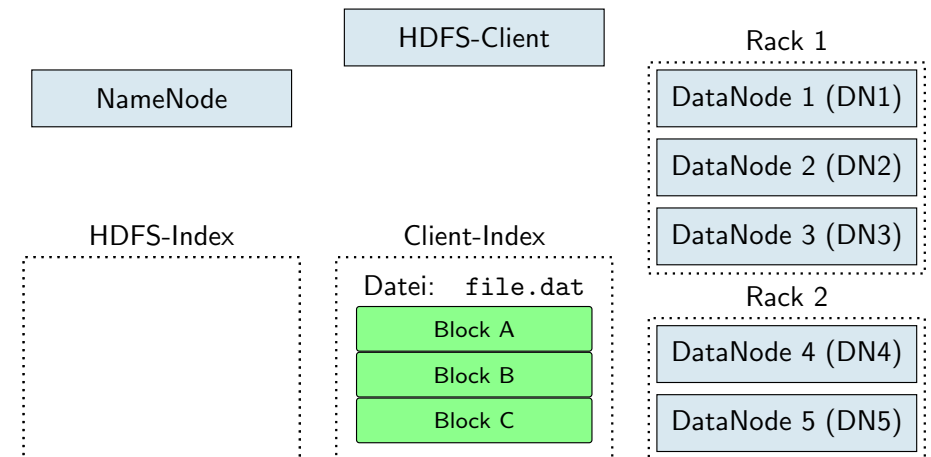 HDFS-Client
NameNode
Rack 1
DataNode 1 (DN1)
DataNode 2 (DN2)
DataNode 3 (DN3)
HDFS-Index
Client-Index
Datei: file.dat
Block A
Block B
Block C
Rack 2
DataNode 4 (DN4)
DataNode 5 (DN5)